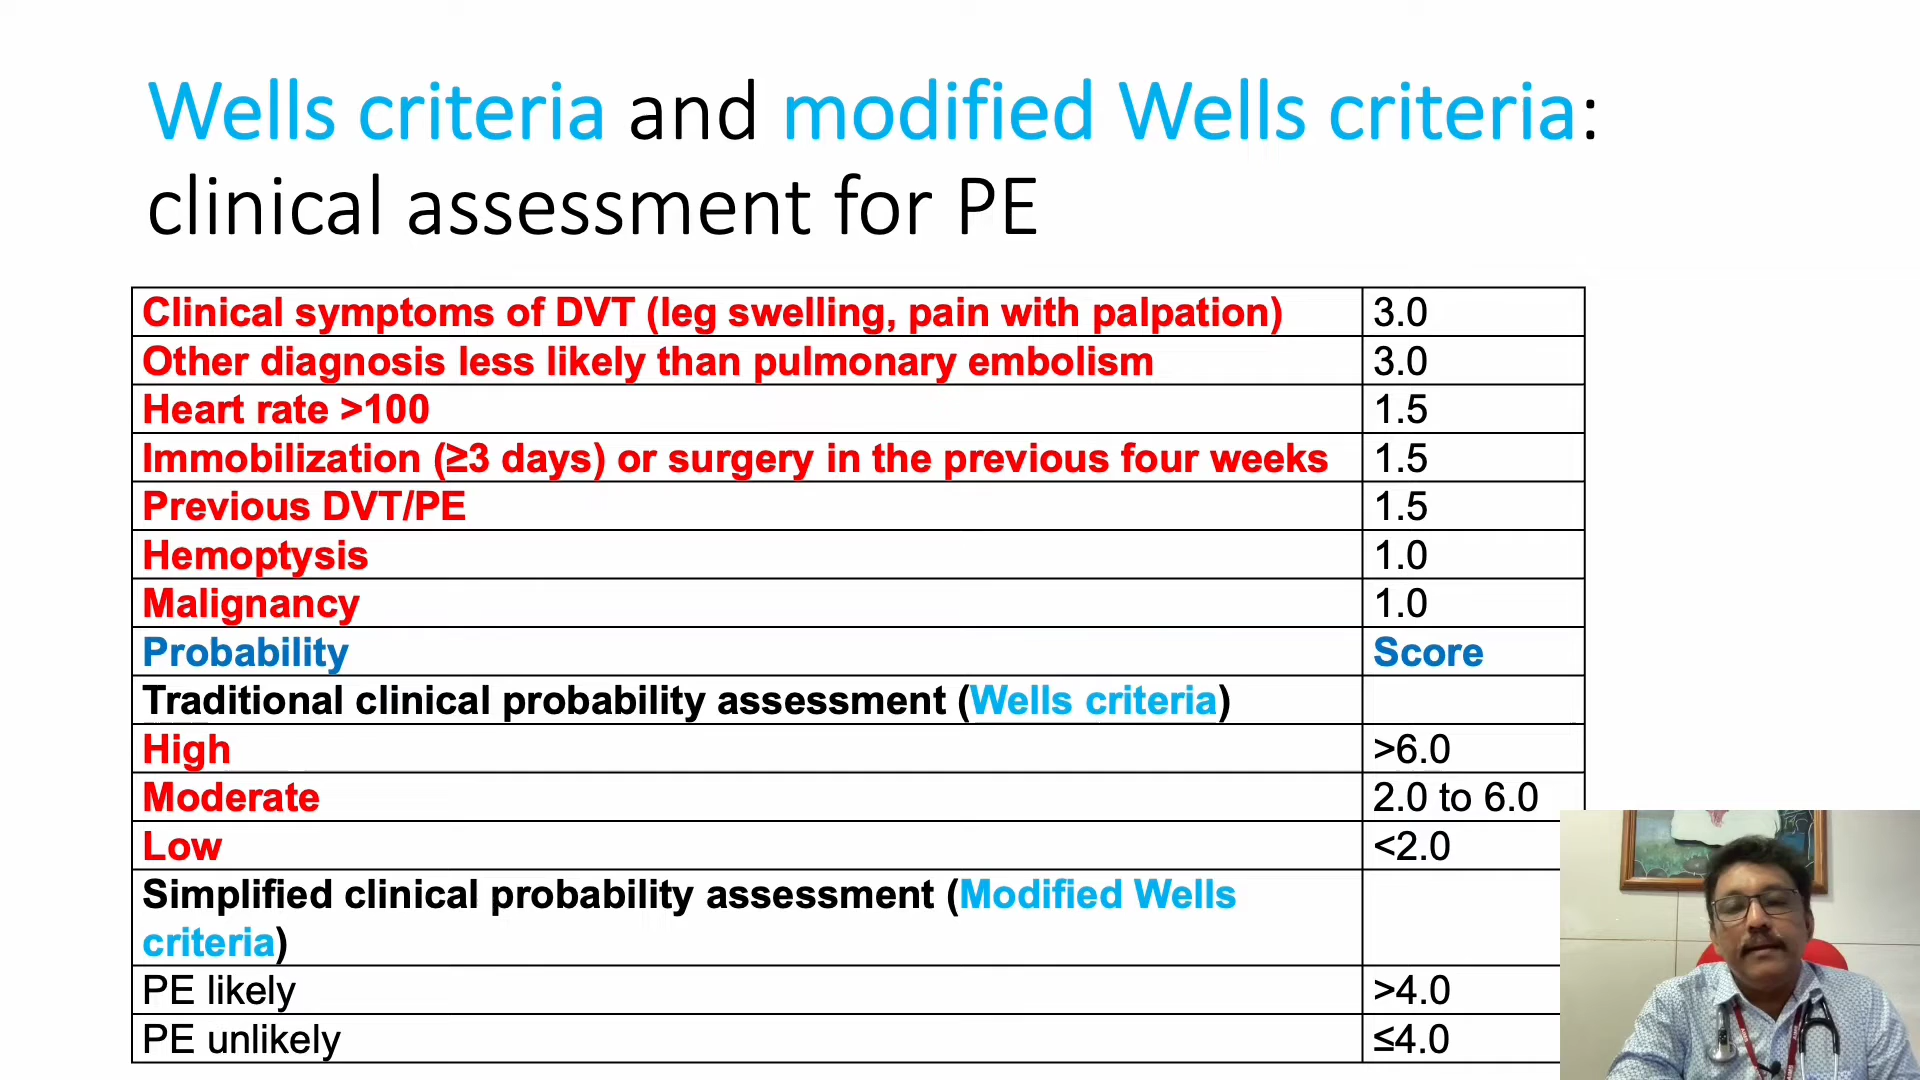 Wells criteria and modified Wells criteria:
clinical assessment for PE
Clinical symptoms of DVT (leg swelling, pain with palpation) 3.0
Other diagnosis less likely than pulmonary embolism 3.0
Heart rate >100 1.5
Immobilization (≥3 days) or surgery in the previous four weeks 1.5
Previous DVT/PE 1.5
Hemoptysis 1.0
Malignancy 1.0
Probability Score
Traditional clinical probability assessment (Wells criteria)
High >6.0
Moderate 2.0 to 6.0
Low <2.0
Simplified clinical probability assessment (Modified Wells
criteria)
PE likely >4.0
PE unlikely ≤4.0